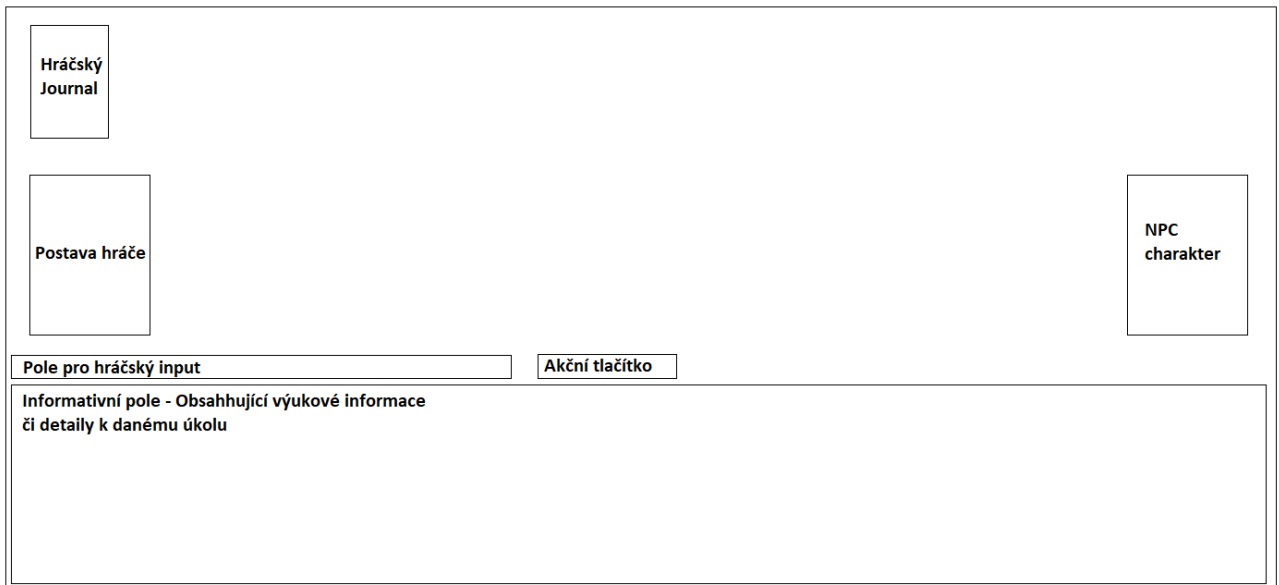 Hráčský
Journal
Postava hráče
NPC
charakter
Pole pro hráčský input
Akční tlačítko
Informativní pole - Obsahhující výukové informace
či detaily k danému úkolu